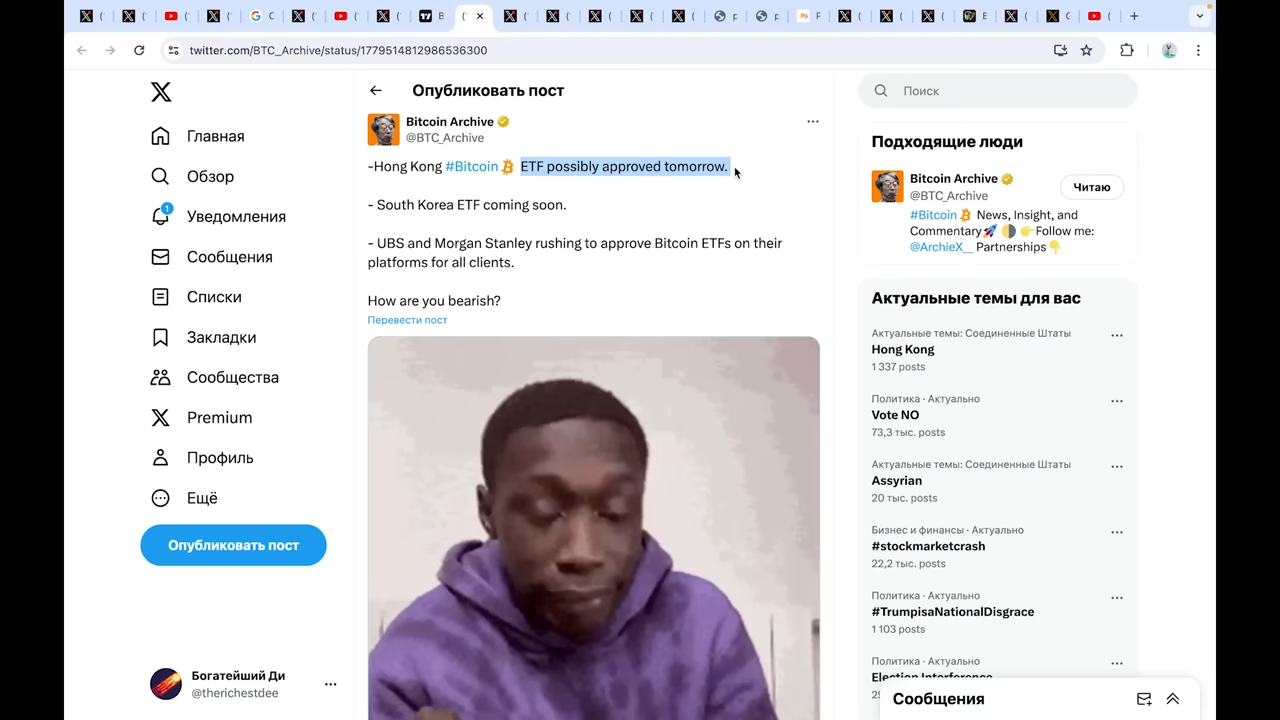 twitter.com/BTC_Archive/status/1779514812986536300
Опубликовать пост
Поиск
Главная
Обзор
1
Уведомления
Сообщения
Списки
Закладки
Сообщества
Premium
Профиль
Ещё
Опубликовать пост
Богатейший Ди
@therichestdee
Bitcoin Archive
@BTC_Archive
-Hong Kong #Bitcoin ETF possibly approved tomorrow.
- South Korea ETF coming soon.
- UBS and Morgan Stanley rushing to approve Bitcoin ETFs on their
platforms for all clients.
How are you bearish?
Перевести пост
Подходящие люди
Bitcoin Archive
@BTC_Archive
Читаю
#Bitcoin News, Insight, and
Commentary Follow me:
@ArchieX__ Partnerships
Актуальные темы для вас
Актуальные темы: Соединенные Штаты
Hong Kong
1 337 posts
Политика · Актуально
Vote NO
73,3 тыс. posts
Актуальные темы: Соединенные Штаты
Assyrian
20 тыс. posts
Бизнес и финансы · Актуально
#stockmarketcrash
22,2 тыс. posts
Политика · Актуально
#TrumpisaNationalDisgrace
1 103 posts
Политика · Актуально
Election Interference
Сообщения